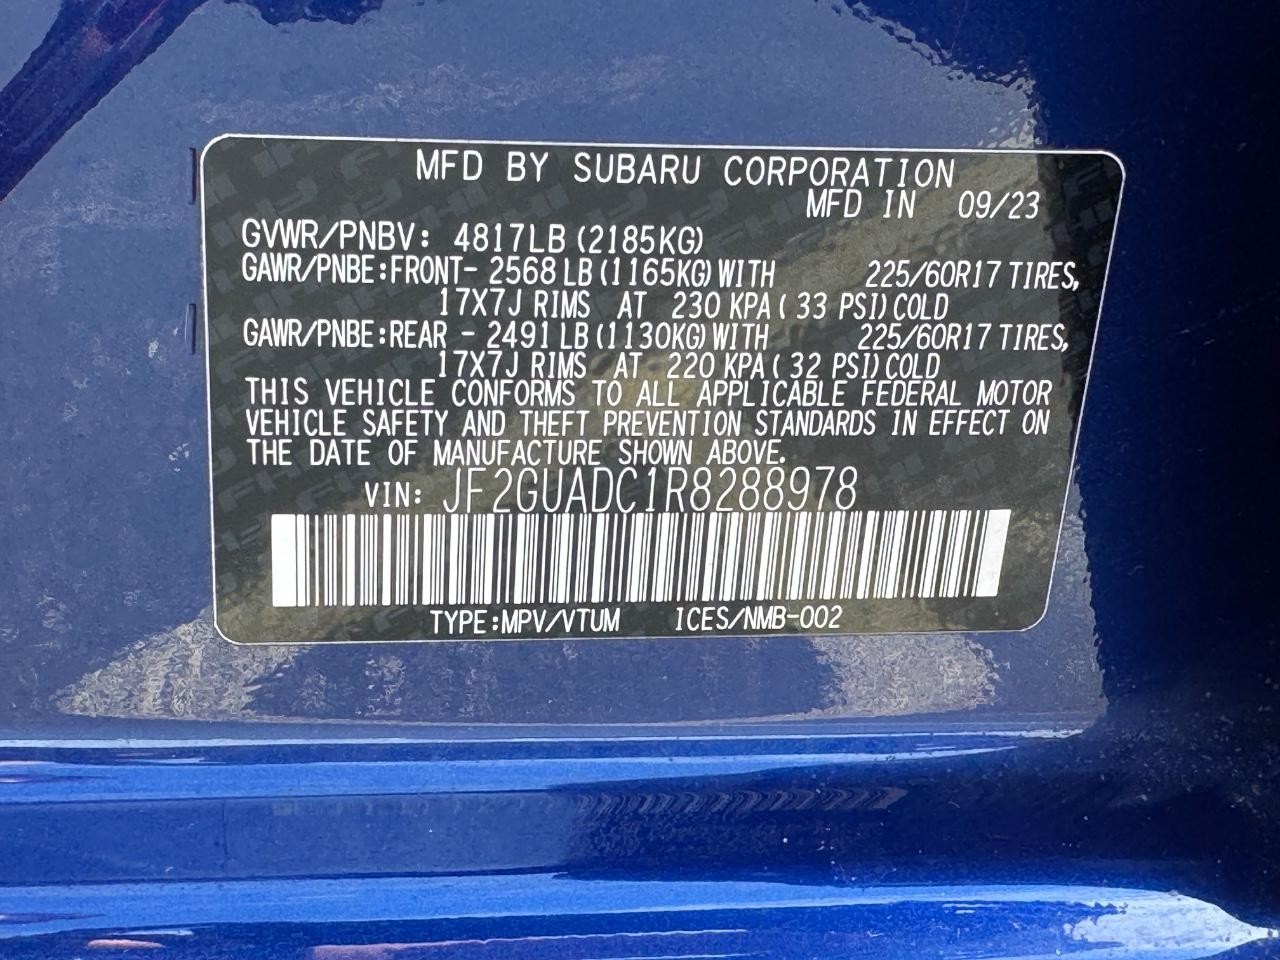 MFD BY SUBARU CORPORATION
MFD IN 09/23
GVWR/PNBV: 4817LB (2185KG)
GAWR/PNBE:FRONT- 2568 LB (1165KG) WITH 225/60R17 TIRES,
17X7J RIMS AT 230 KPA ( 33 PSI) COLD
GAWR/PNBE:REAR - 2491 LB (1130KG) WITH 225/60R17 TIRES,
17X7J RIMS AT 220 KPA ( 32 PSI) COLD
THIS VEHICLE CONFORMS TO ALL APPLICABLE FEDERAL MOTOR
VEHICLE SAFETY AND THEFT PREVENTION STANDARDS IN EFFECT ON
THE DATE OF MANUFACTURE SHOWN ABOVE.
VIN: JF2GUADC1R8288978
TYPE:MPV/VTUM ICES/NMB-002